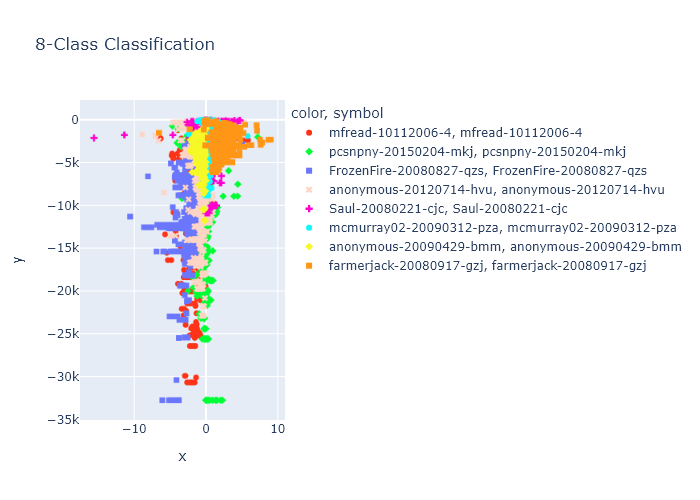 8-Class Classification
color, symbol
mfread-10112006-4, mfread-10112006-4
pcsnpny-20150204-mkj, pcsnpny-20150204-mkj
FrozenFire-20080827-qzs, FrozenFire-20080827-qzs
anonymous-20120714-hvu, anonymous-20120714-hvu
Saul-20080221-cjc, Saul-20080221-cjc
mcmurray02-20090312-pza, mcmurray02-20090312-pza
anonymous-20090429-bmm, anonymous-20090429-bmm
farmerjack-20080917-gzj, farmerjack-20080917-gzj
0
−5k
−10k
−15k
−20k
−25k
−30k
−35k
y
−10
0
10
x